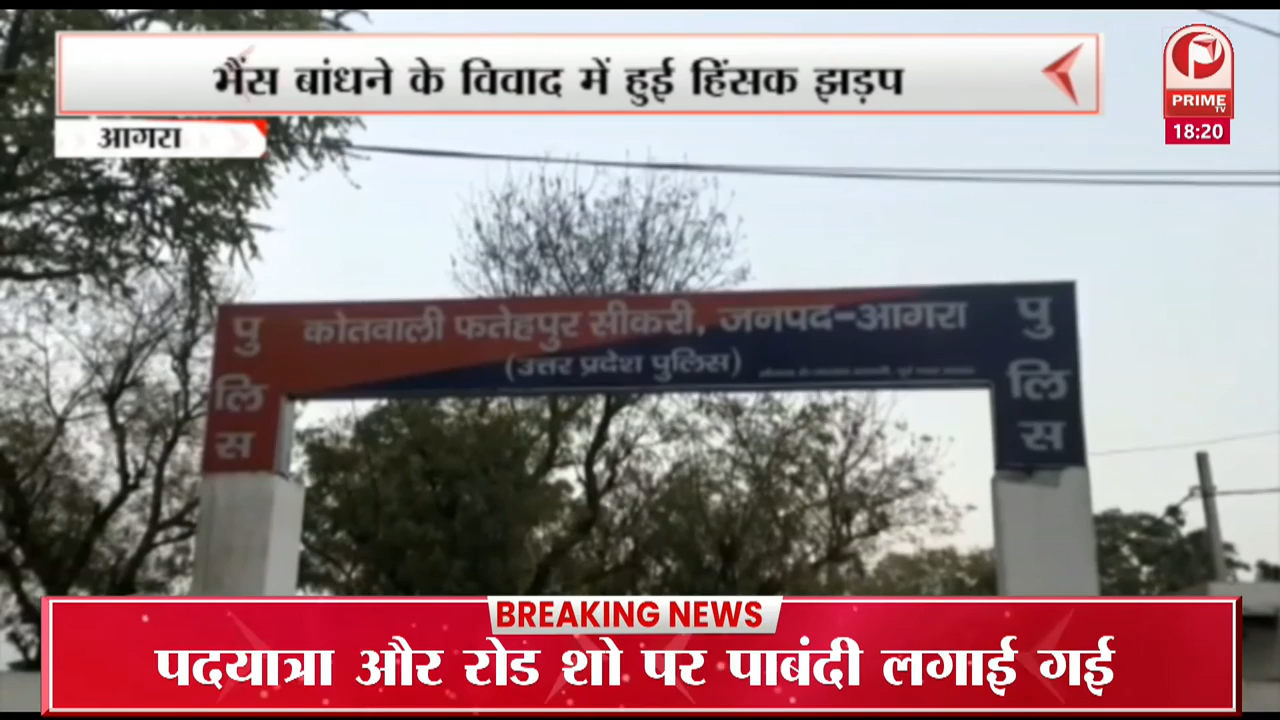 भैंस बांधने के विवाद में हुई हिंसक झड़प
आगरा
PRIME
TV
18:20
पुलिस
कोतवाली फतेहपुर सीकरी, जनपद-आगरा
(उत्तर प्रदेश पुलिस)
पुलिस
BREAKING NEWS
पदयात्रा और रोड शो पर पाबंदी लगाई गई